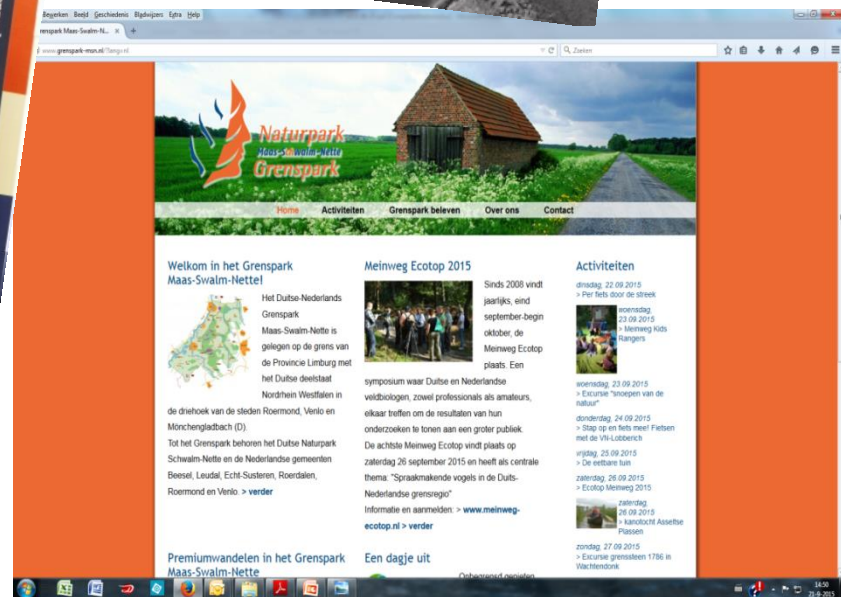 Bewerken Beeld Geschiedenis Bladwijzers Extra Help
renspark Maas-Swalm-N... × +
www.grenspark-msn.nl/?lang=nl
Zoeken
Naturpark
Maas-Schwalm-Nette
Grenspark
Home Activiteiten Grenspark beleven Over ons Contact
Welkom in het Grenspark
Maas-Swalm-Nette!
Het Duitse-Nederlands
Grenspark
Maas-Swalm-Nette is
gelegen op de grens van
de Provincie Limburg met
het Duitse deelstaat
Nordrhein Westfalen in
de driehoek van de steden Roermond, Venlo en
Mönchengladbach (D).
Tot het Grenspark behoren het Duitse Naturpark
Schwalm-Nette en de Nederlandse gemeenten
Beesel, Leudal, Echt-Susteren, Roerdalen,
Roermond en Venlo. > verder
Premiumwandelen in het Grenspark
Maas-Swalm-Nette
Meinweg Ecotop 2015
Sinds 2008 vindt
jaarlijks, eind
september-begin
oktober, de
Meinweg Ecotop
plaats. Een
symposium waar Duitse en Nederlandse
veldbiologen, zowel professionals als amateurs,
elkaar treffen om de resultaten van hun
onderzoeken te tonen aan een groter publiek.
De achtste Meinweg Ecotop vindt plaats op
zaterdag 26 september 2015 en heeft als centrale
thema: "Spraakmakende vogels in de Duits-
Nederlandse grensregio"
Informatie en aanmelden: > www.meinweg-
ecotop.nl > verder
Een dagje uit
Onbegrensd genieten
Activiteiten
dinsdag, 22.09.2015
> Per fiets door de streek
woensdag,
23.09.2015
> Meinweg Kids
Rangers
woensdag, 23.09.2015
> Excursie "snoepen van de
natuur"
donderdag, 24.09.2015
> Stap op en fiets mee! Fietsen
met de VN-Lobberich
vrijdag, 25.09.2015
> De eetbare tuin
zaterdag, 26.09.2015
> Ecotop Meinweg 2015
zaterdag,
26.09.2015
> kanotocht Asseltse
Plassen
zondag, 27.09.2015
> Excursie grenssteen 1786 in
Wachtendonk
14:50
21-9-2015